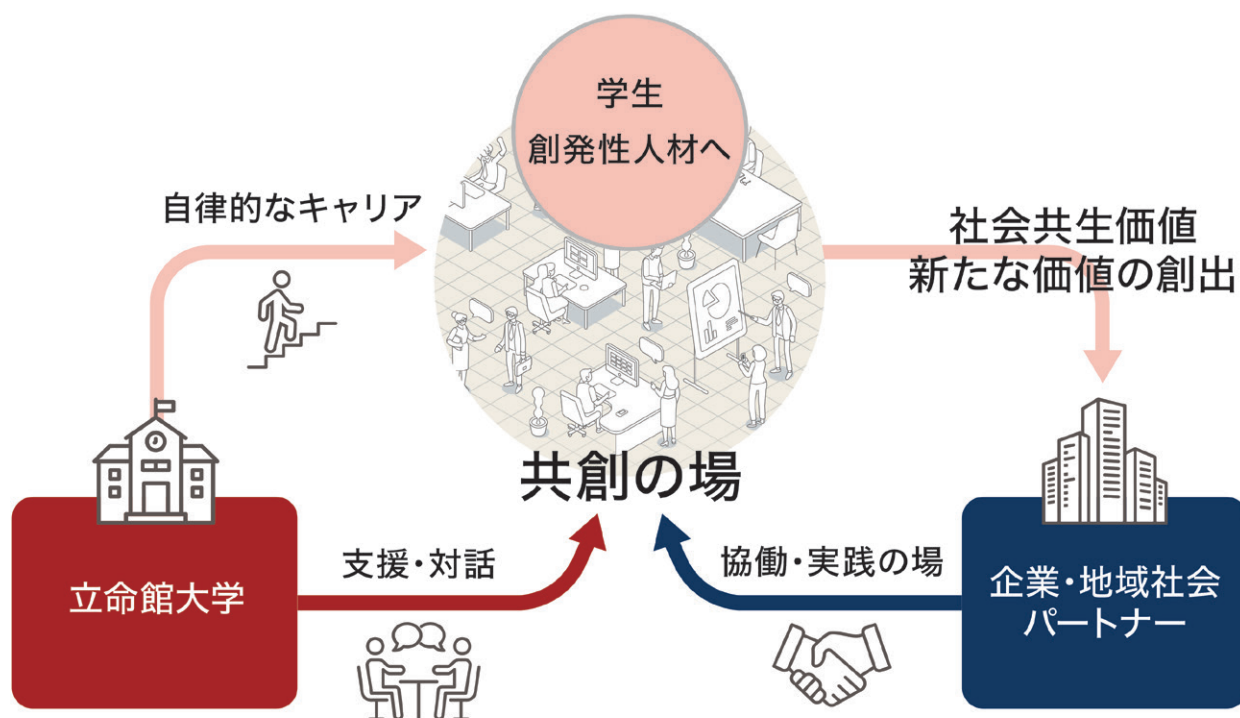 学生
創発性人材へ
自律的なキャリア
社会共生価値
新たな価値の創出
共創の場
支援・対話
協働・実践の場
立命館大学
企業・地域社会
パートナー